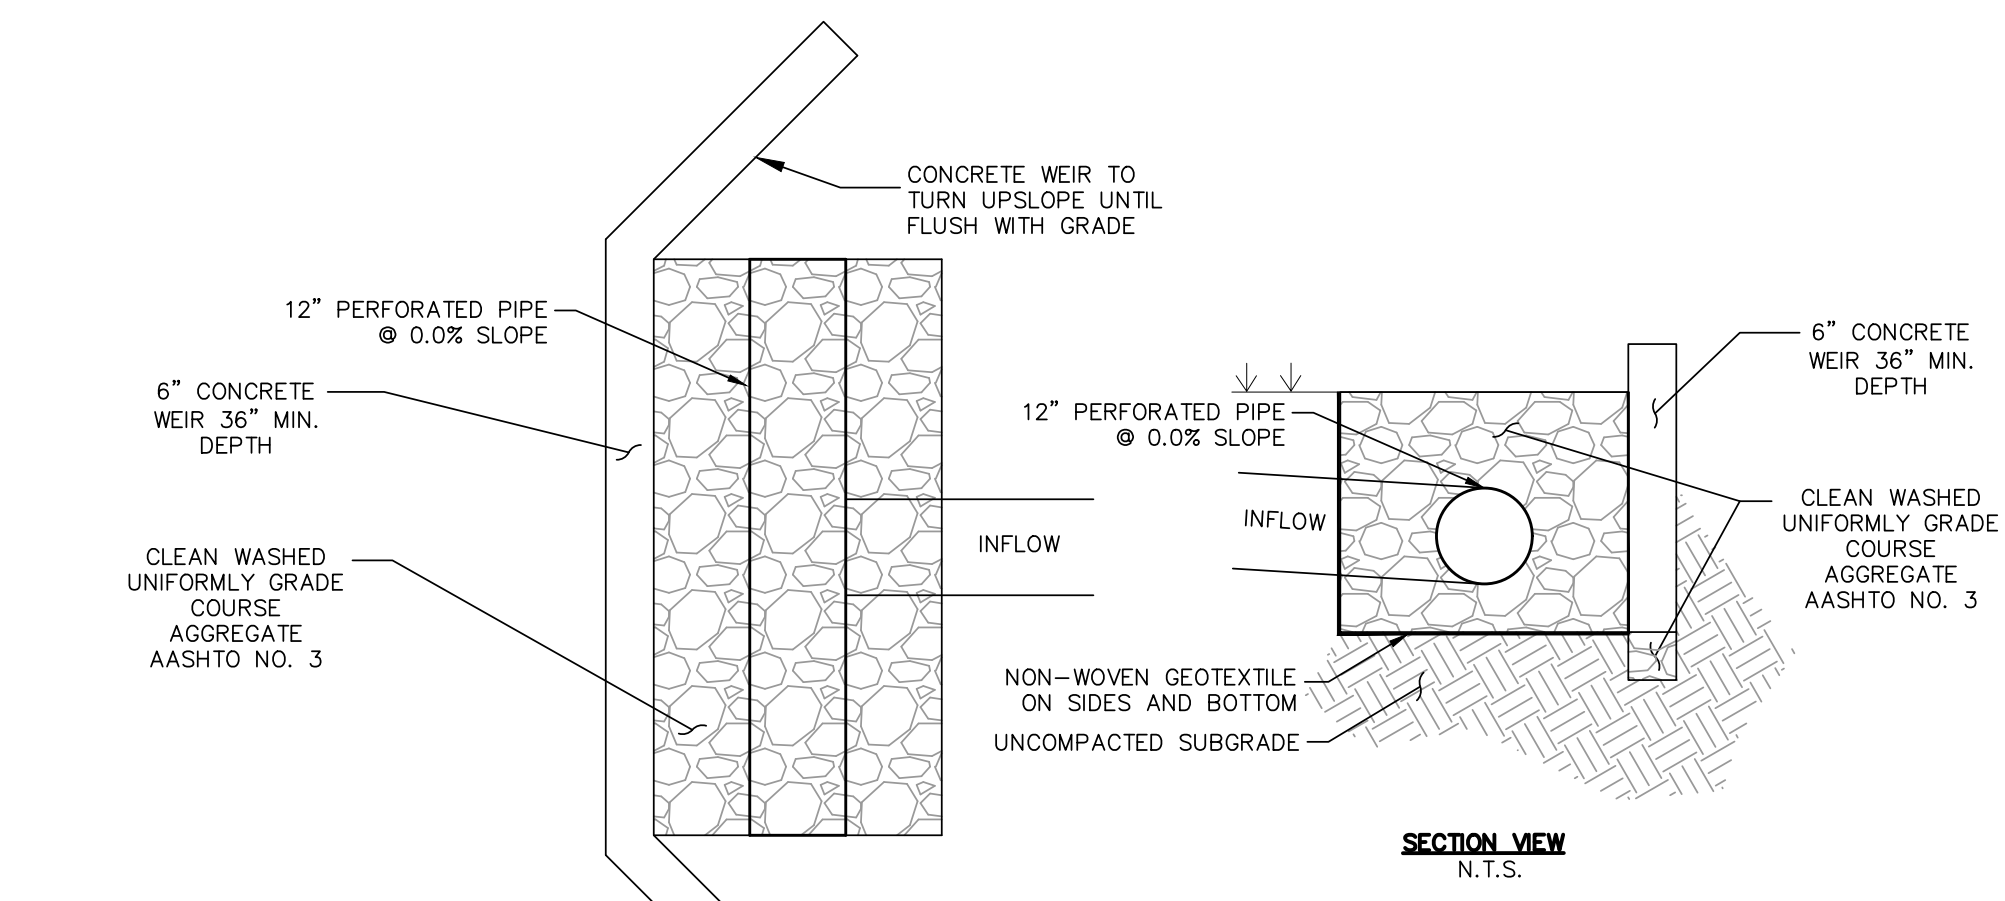 CONCRETE WEIR TO
TURN UPSLOPE UNTIL
FLUSH WITH GRADE
12” PERFORATED PIPE
@ 0.0% SLOPE
6” CONCRETE
WEIR 36” MIN.
DEPTH
CLEAN WASHED
UNIFORMLY GRADE
COURSE
AGGREGATE
AASHTO NO. 3
INFLOW
6” CONCRETE
WEIR 36” MIN.
DEPTH
12” PERFORATED PIPE
@ 0.0% SLOPE
INFLOW
CLEAN WASHED
UNIFORMLY GRADE
COURSE
AGGREGATE
AASHTO NO. 3
NON-WOVEN GEOTEXTILE
ON SIDES AND BOTTOM
UNCOMPACTED SUBGRADE
SECTION VIEW
N.T.S.